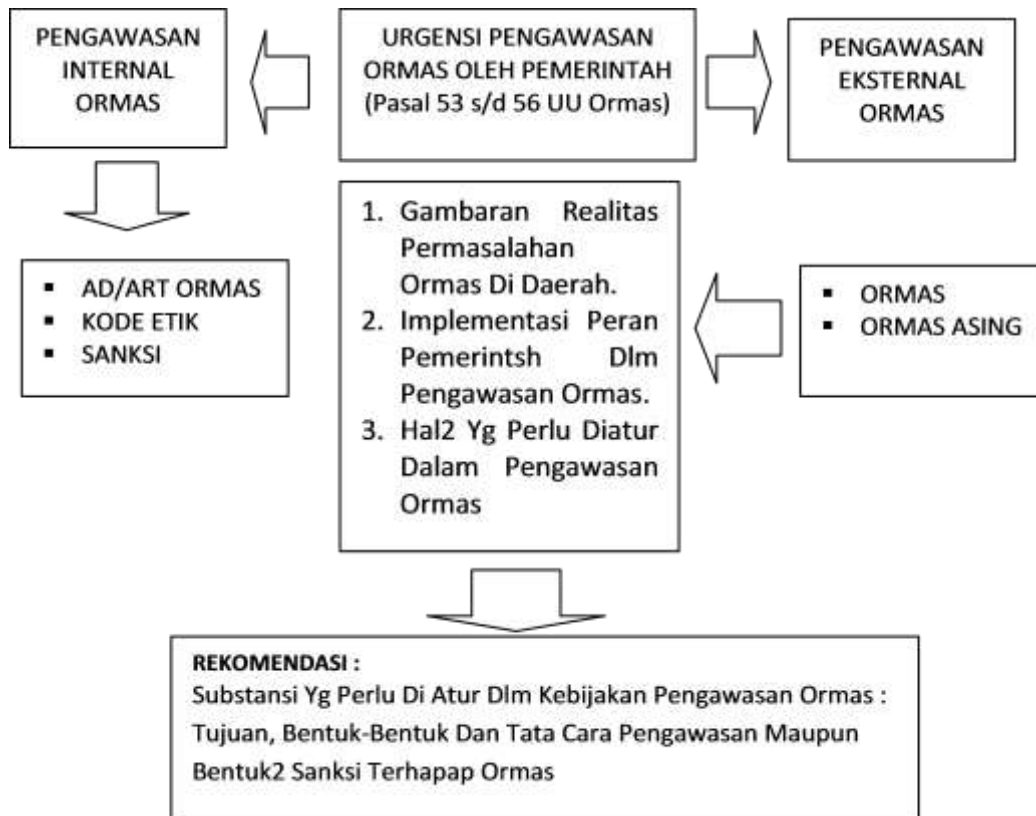 PENGAWASAN
INTERNAL
ORMAS
URGENSI PENGAWASAN
ORMAS OLEH PEMERINTAH
(Pasal 53 s/d 56 UU Ormas)
PENGAWASAN
EKSTERNAL
ORMAS
▪ AD/ART ORMAS
▪ KODE ETIK
▪ SANKSI
1. Gambaran Realitas
Permasalahan
Ormas Di Daerah.
2. Implementasi Peran
Pemerintsh Dlm
Pengawasan Ormas.
3. Hal2 Yg Perlu Diatur
Dalam Pengawasan
Ormas
▪ ORMAS
▪ ORMAS ASING
REKOMENDASI :
Substansi Yg Perlu Di Atur Dlm Kebijakan Pengawasan Ormas :
Tujuan, Bentuk-Bentuk Dan Tata Cara Pengawasan Maupun
Bentuk2 Sanksi Terhapap Ormas